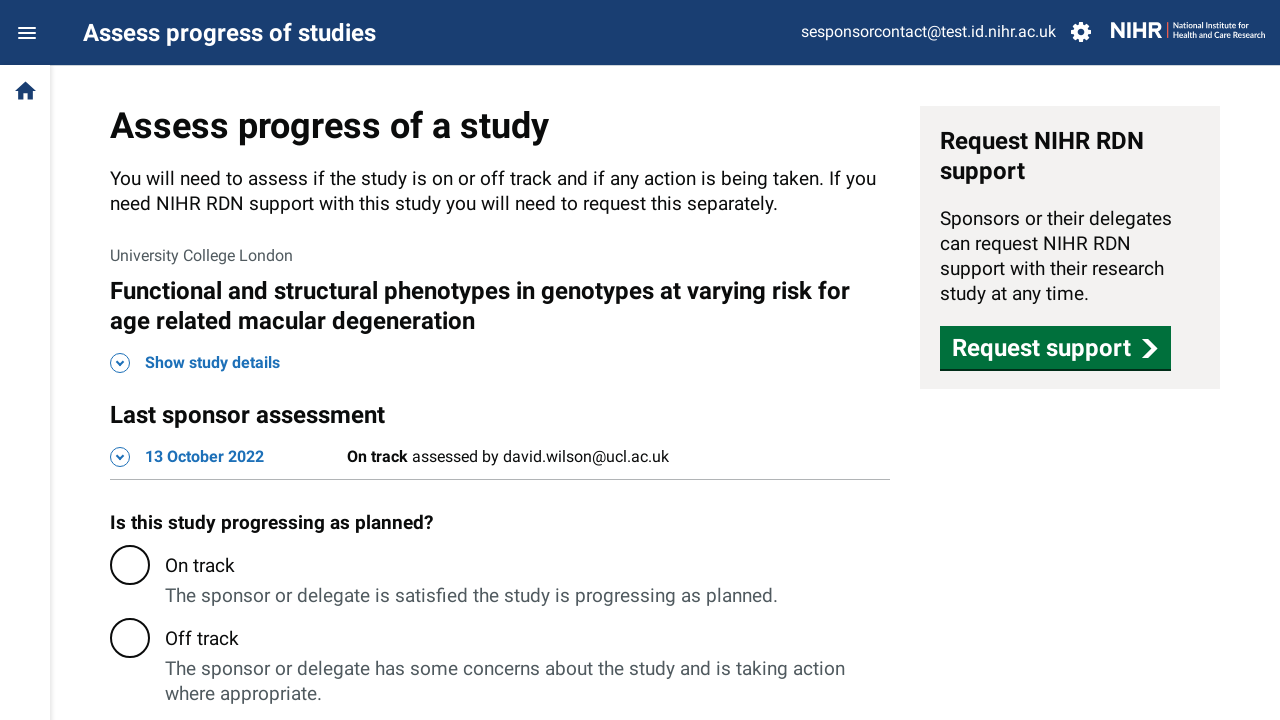 Assess progress of studies
sesponsorcontact@test.id.nihr.ac.uk
NIHR
National Institute for
Health and Care Research
Assess progress of a study
You will need to assess if the study is on or off track and if any action is being taken. If you
need NIHR RDN support with this study you will need to request this separately.
University College London
Functional and structural phenotypes in genotypes at varying risk for
age related macular degeneration
Show study details
Last sponsor assessment
13 October 2022
On track assessed by david.wilson@ucl.ac.uk
Is this study progressing as planned?
On track
The sponsor or delegate is satisfied the study is progressing as planned.
Off track
The sponsor or delegate has some concerns about the study and is taking action
where appropriate.
Request NIHR RDN
support
Sponsors or their delegates
can request NIHR RDN
support with their research
study at any time.
Request support